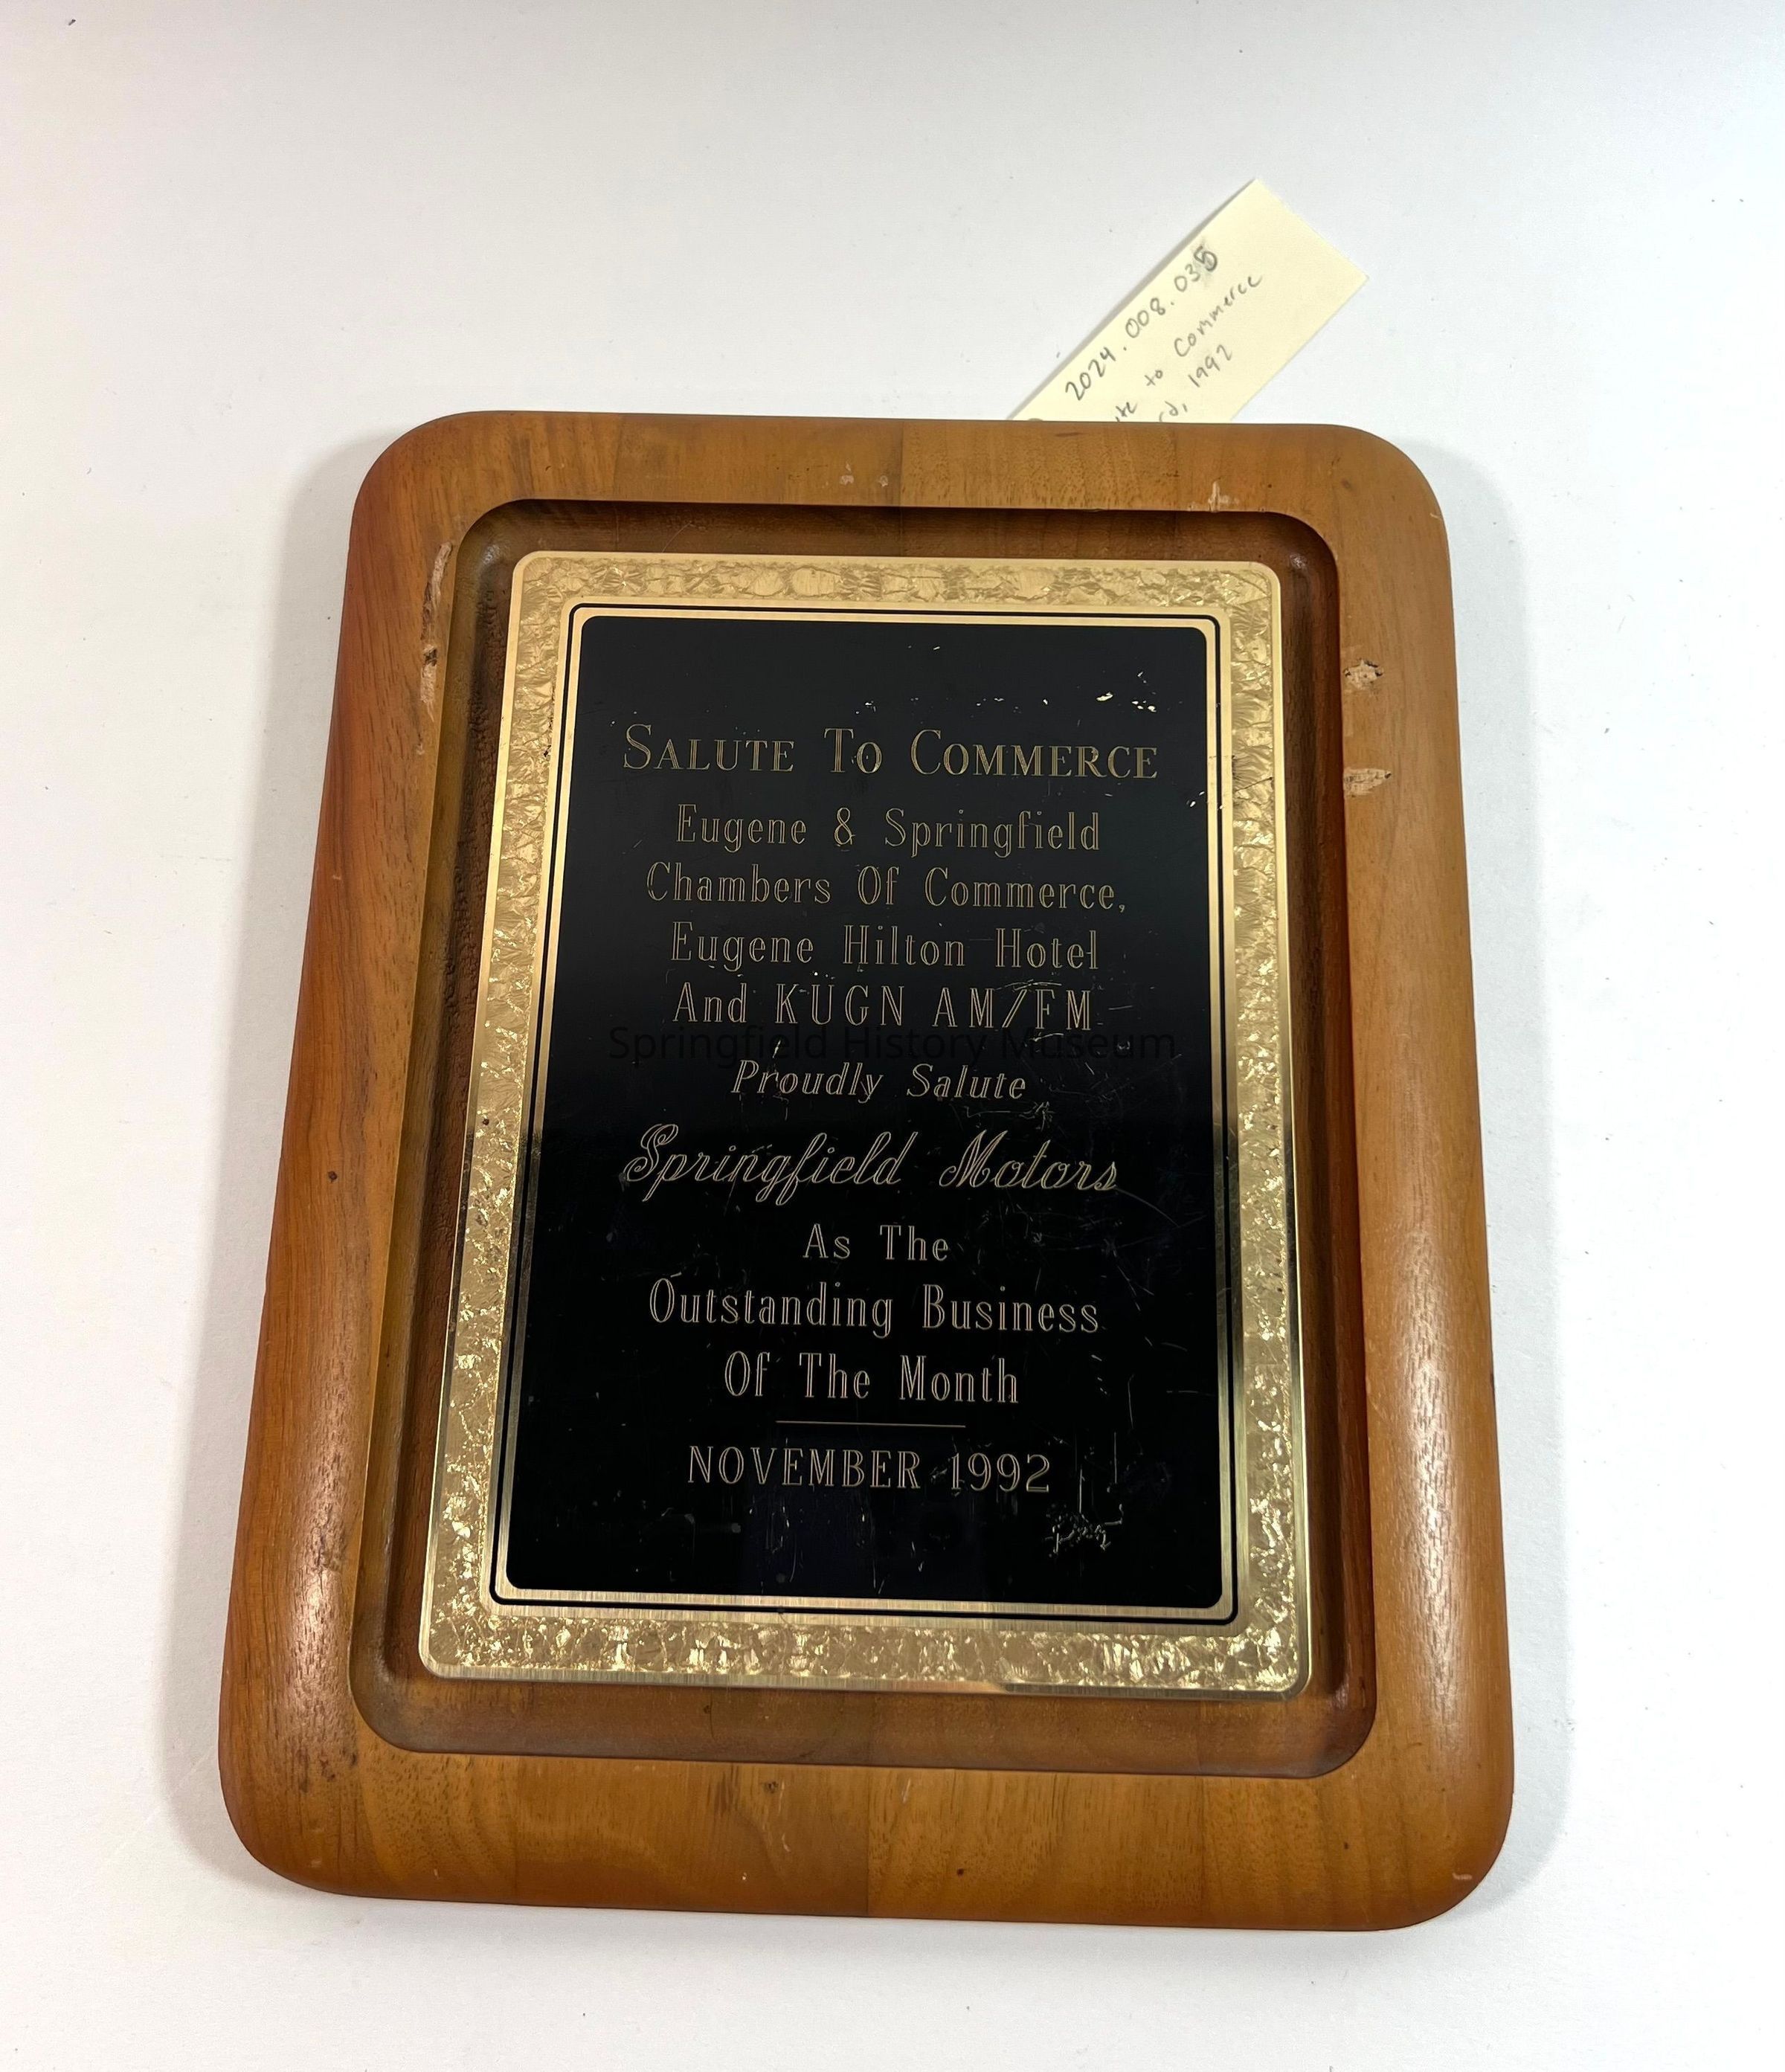 2024.008.035
to Commerce
1992
SALUTE TO COMMERCE
Eugene & Springfield
Chambers Of Commerce,
Eugene Hilton Hotel
And KUGN AM/FM
Springfield History Museum
Proudly Salute
Springfield Motors
As The
Outstanding Business
Of The Month
NOVEMBER 1992